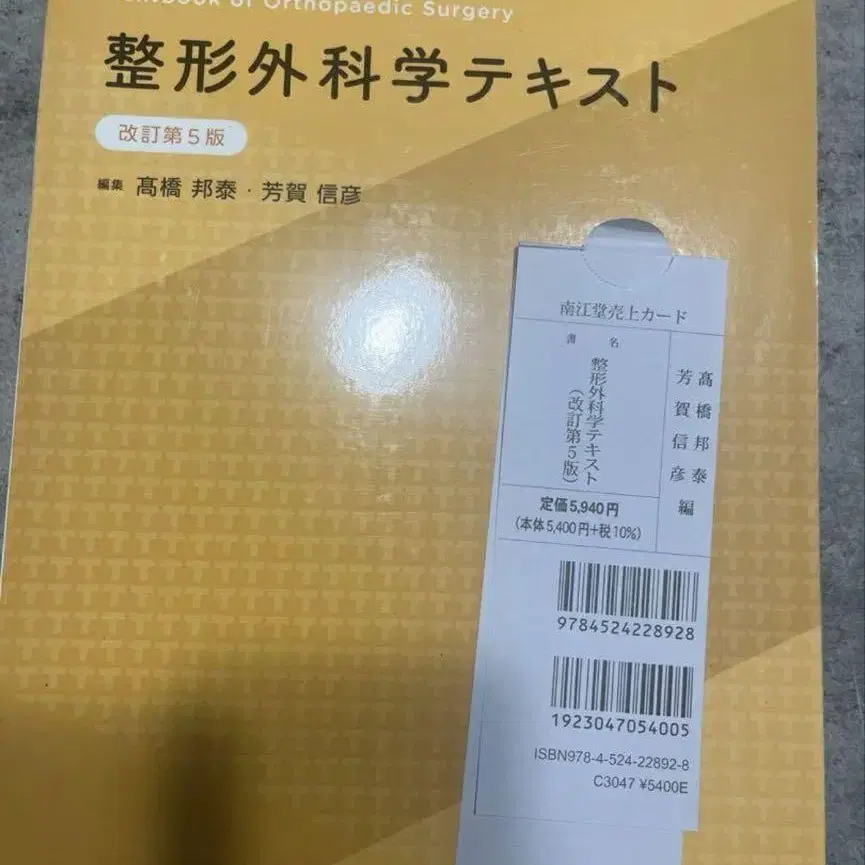 Textbook of Orthopaedic Surgery
整形外科学テキスト
改訂第5版
編集 髙橋 邦泰・芳賀 信彦
南江堂売上カード
書名
整形外科学テキスト
(改訂第5版)
髙橋邦泰
芳賀信彦 編
定価5,940円
(本体5,400円+税10%)
9784524228928
1923047054005
ISBN978-4-524-22892-8
C3047 ¥5400E